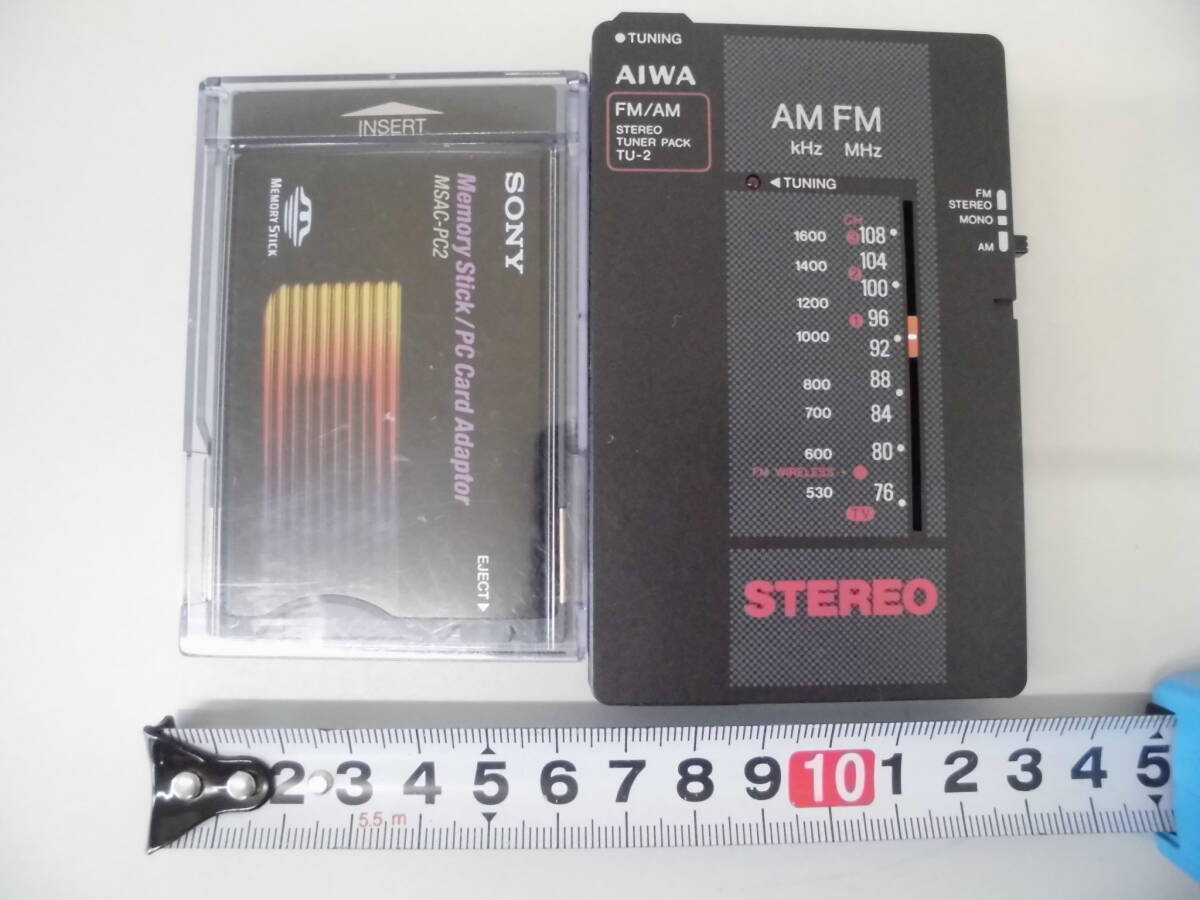 INSERT
SONY
Memory Stick/PC Card Adaptor
MSAC-PC2
MEMORY STICK
EJECT
TUNING
AIWA
FM/AM
STEREO
TUNER PACK
TU-2
AM FM
kHz MHz
TUNING
FM
STEREO
MONO
AM
CH
1600 3 108
1400 2 104
100
1200
1 96
1000
92
800 88
700 84
600 80
FM WIRELESS
530 76
TV
STEREO
2 3 4 5 6 7 8 9 10 1 2 3 4 5
5.5 m